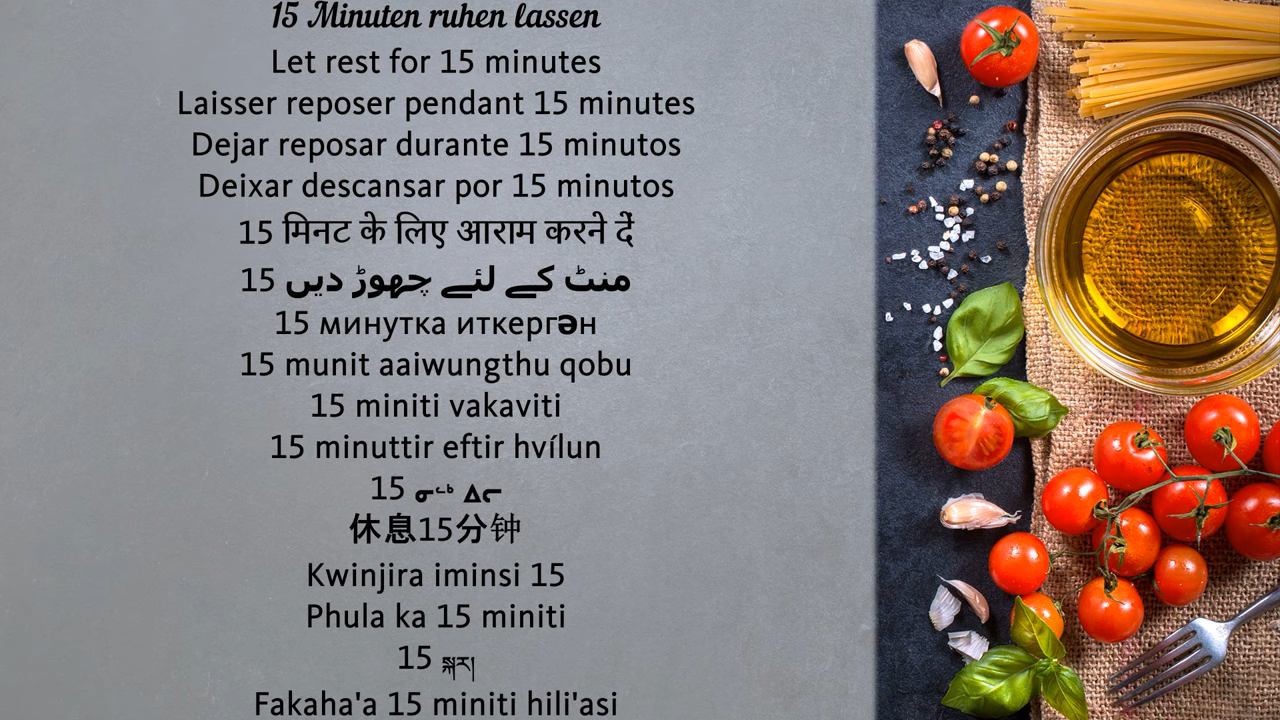 15 Minuten ruhen lassen
Let rest for 15 minutes
Laisser reposer pendant 15 minutes
Dejar reposar durante 15 minutos
Deixar descansar por 15 minutos
15 मिनट के लिए आराम करने दें
15 منٹ کے لئے چھوڑ دیں
15 минутка иткергән
15 munit aaiwungthu qobu
15 miniti vakaviti
15 minuttir eftir hvílun
15 ᓂᓪᒃ ᐃᓕ
休息15分钟
Kwinjira iminsi 15
Phula ka 15 miniti
15
Fakaha'a 15 miniti hili'asi